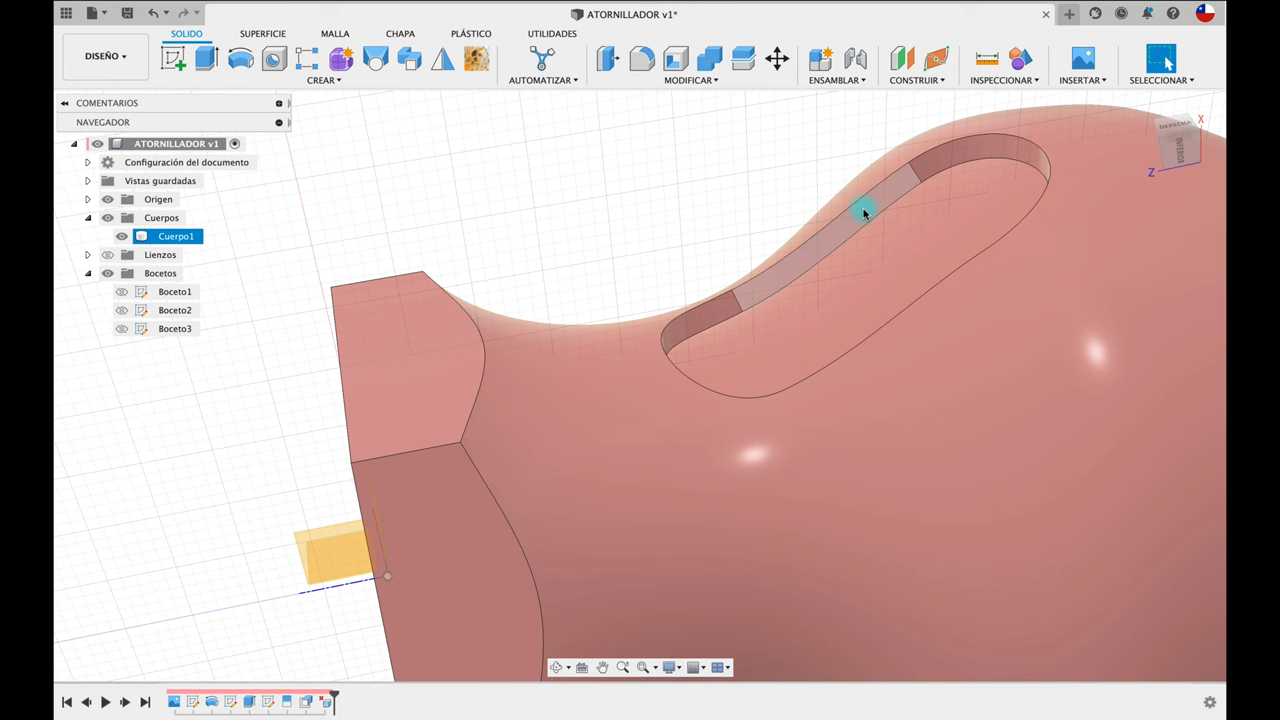 ATORNILLADOR v1*
DISEÑO
SOLIDO
SUPERFICIE
MALLA
CHAPA
PLÁSTICO
UTILIDADES
CREAR
AUTOMATIZAR
MODIFICAR
ENSAMBLAR
CONSTRUIR
INSPECCIONAR
INSERTAR
SELECCIONAR
COMENTARIOS
NAVEGADOR
ATORNILLADOR v1
Configuración del documento
Vistas guardadas
Origen
Cuerpos
Cuerpo1
Lienzos
Bocetos
Boceto1
Boceto2
Boceto3
X
DERECHA
INFERIOR
Z